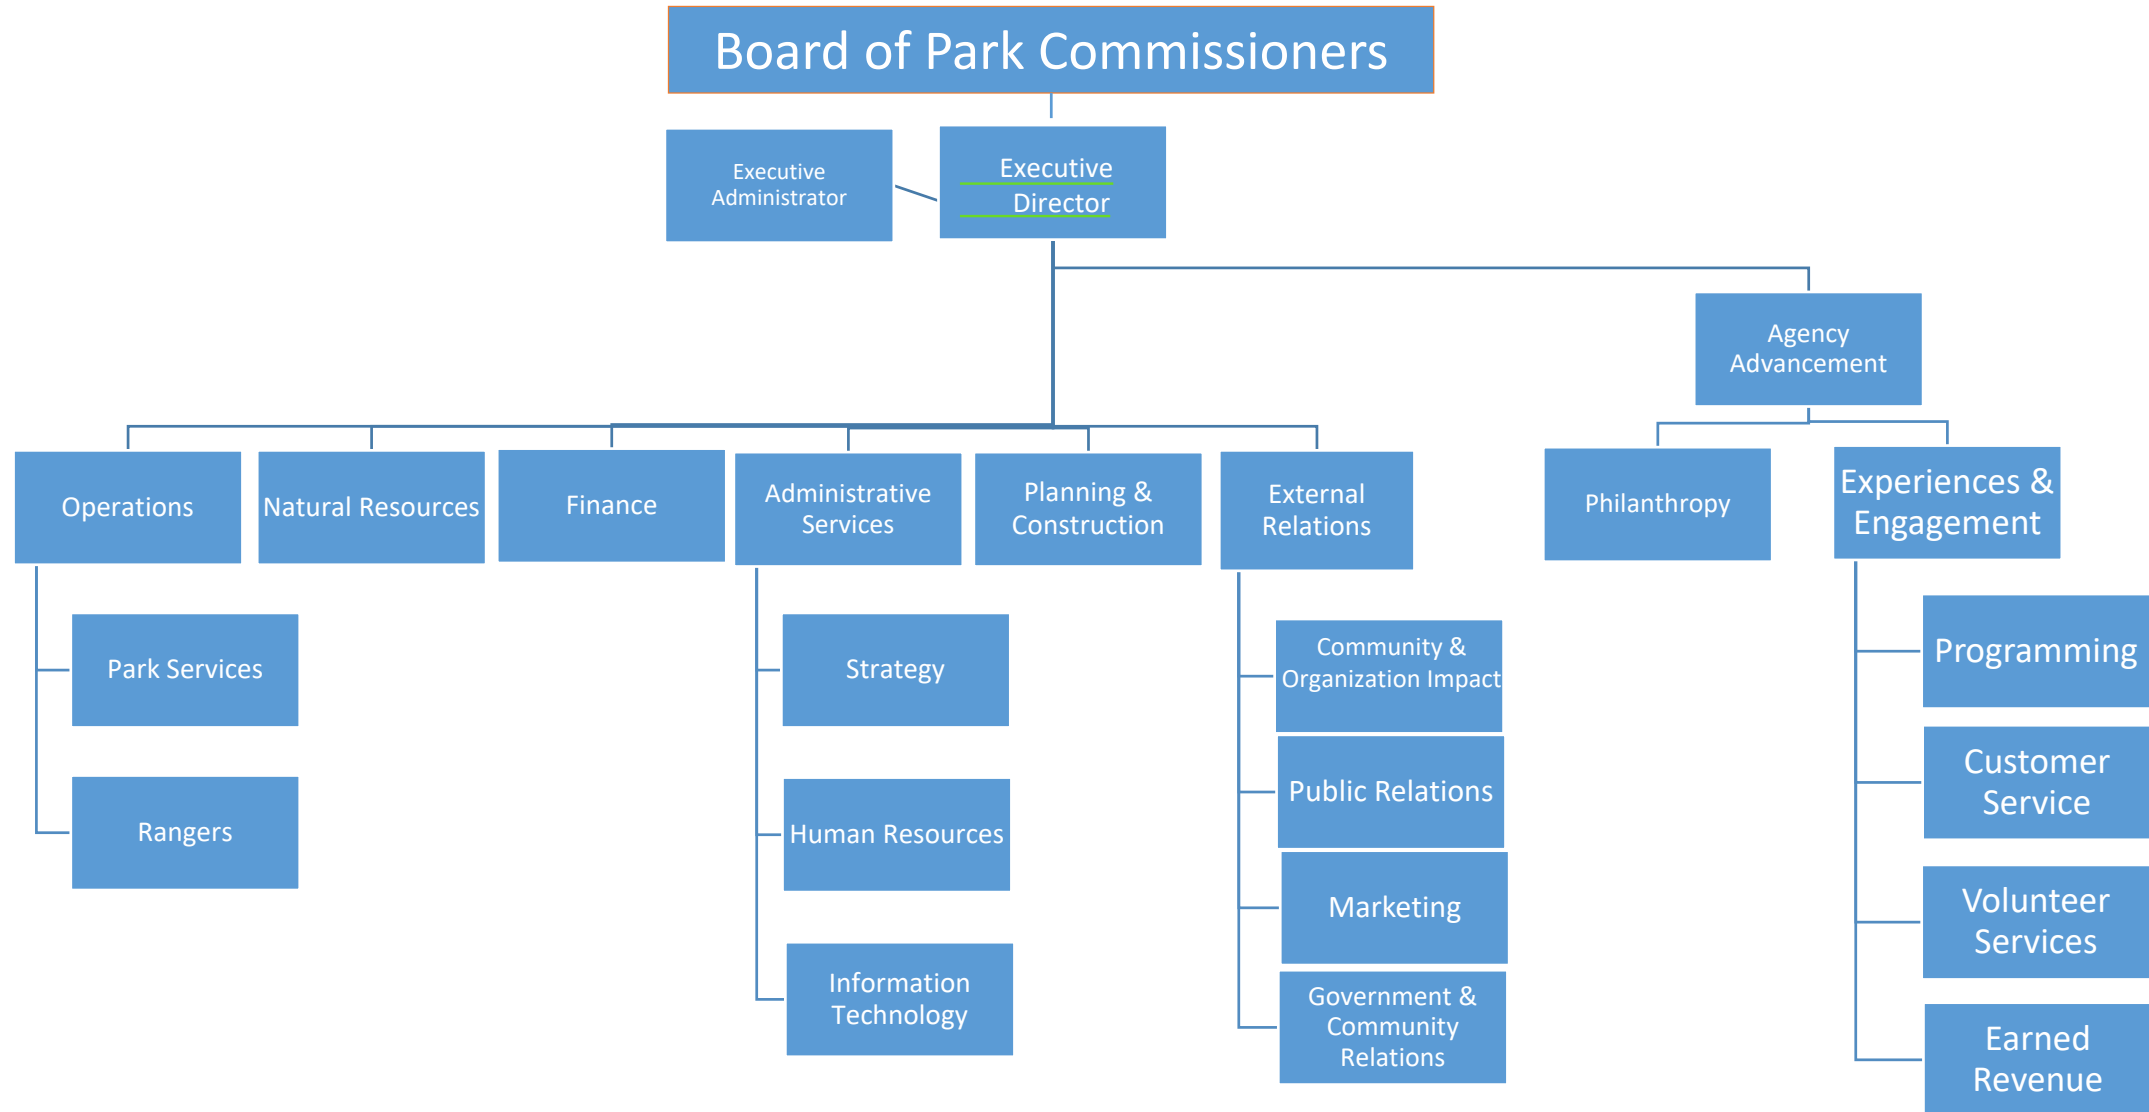 Board of Park Commissioners
Executive
Administrator
Executive
Director
Agency
Advancement
Operations
Natural Resources
Finance
Administrative
Services
Planning &
Construction
External
Relations
Philanthropy
Experiences &
Engagement
Park Services
Rangers
Strategy
Human Resources
Information
Technology
Community &
Organization Impact
Public Relations
Marketing
Government &
Community
Relations
Programming
Customer
Service
Volunteer
Services
Earned
Revenue